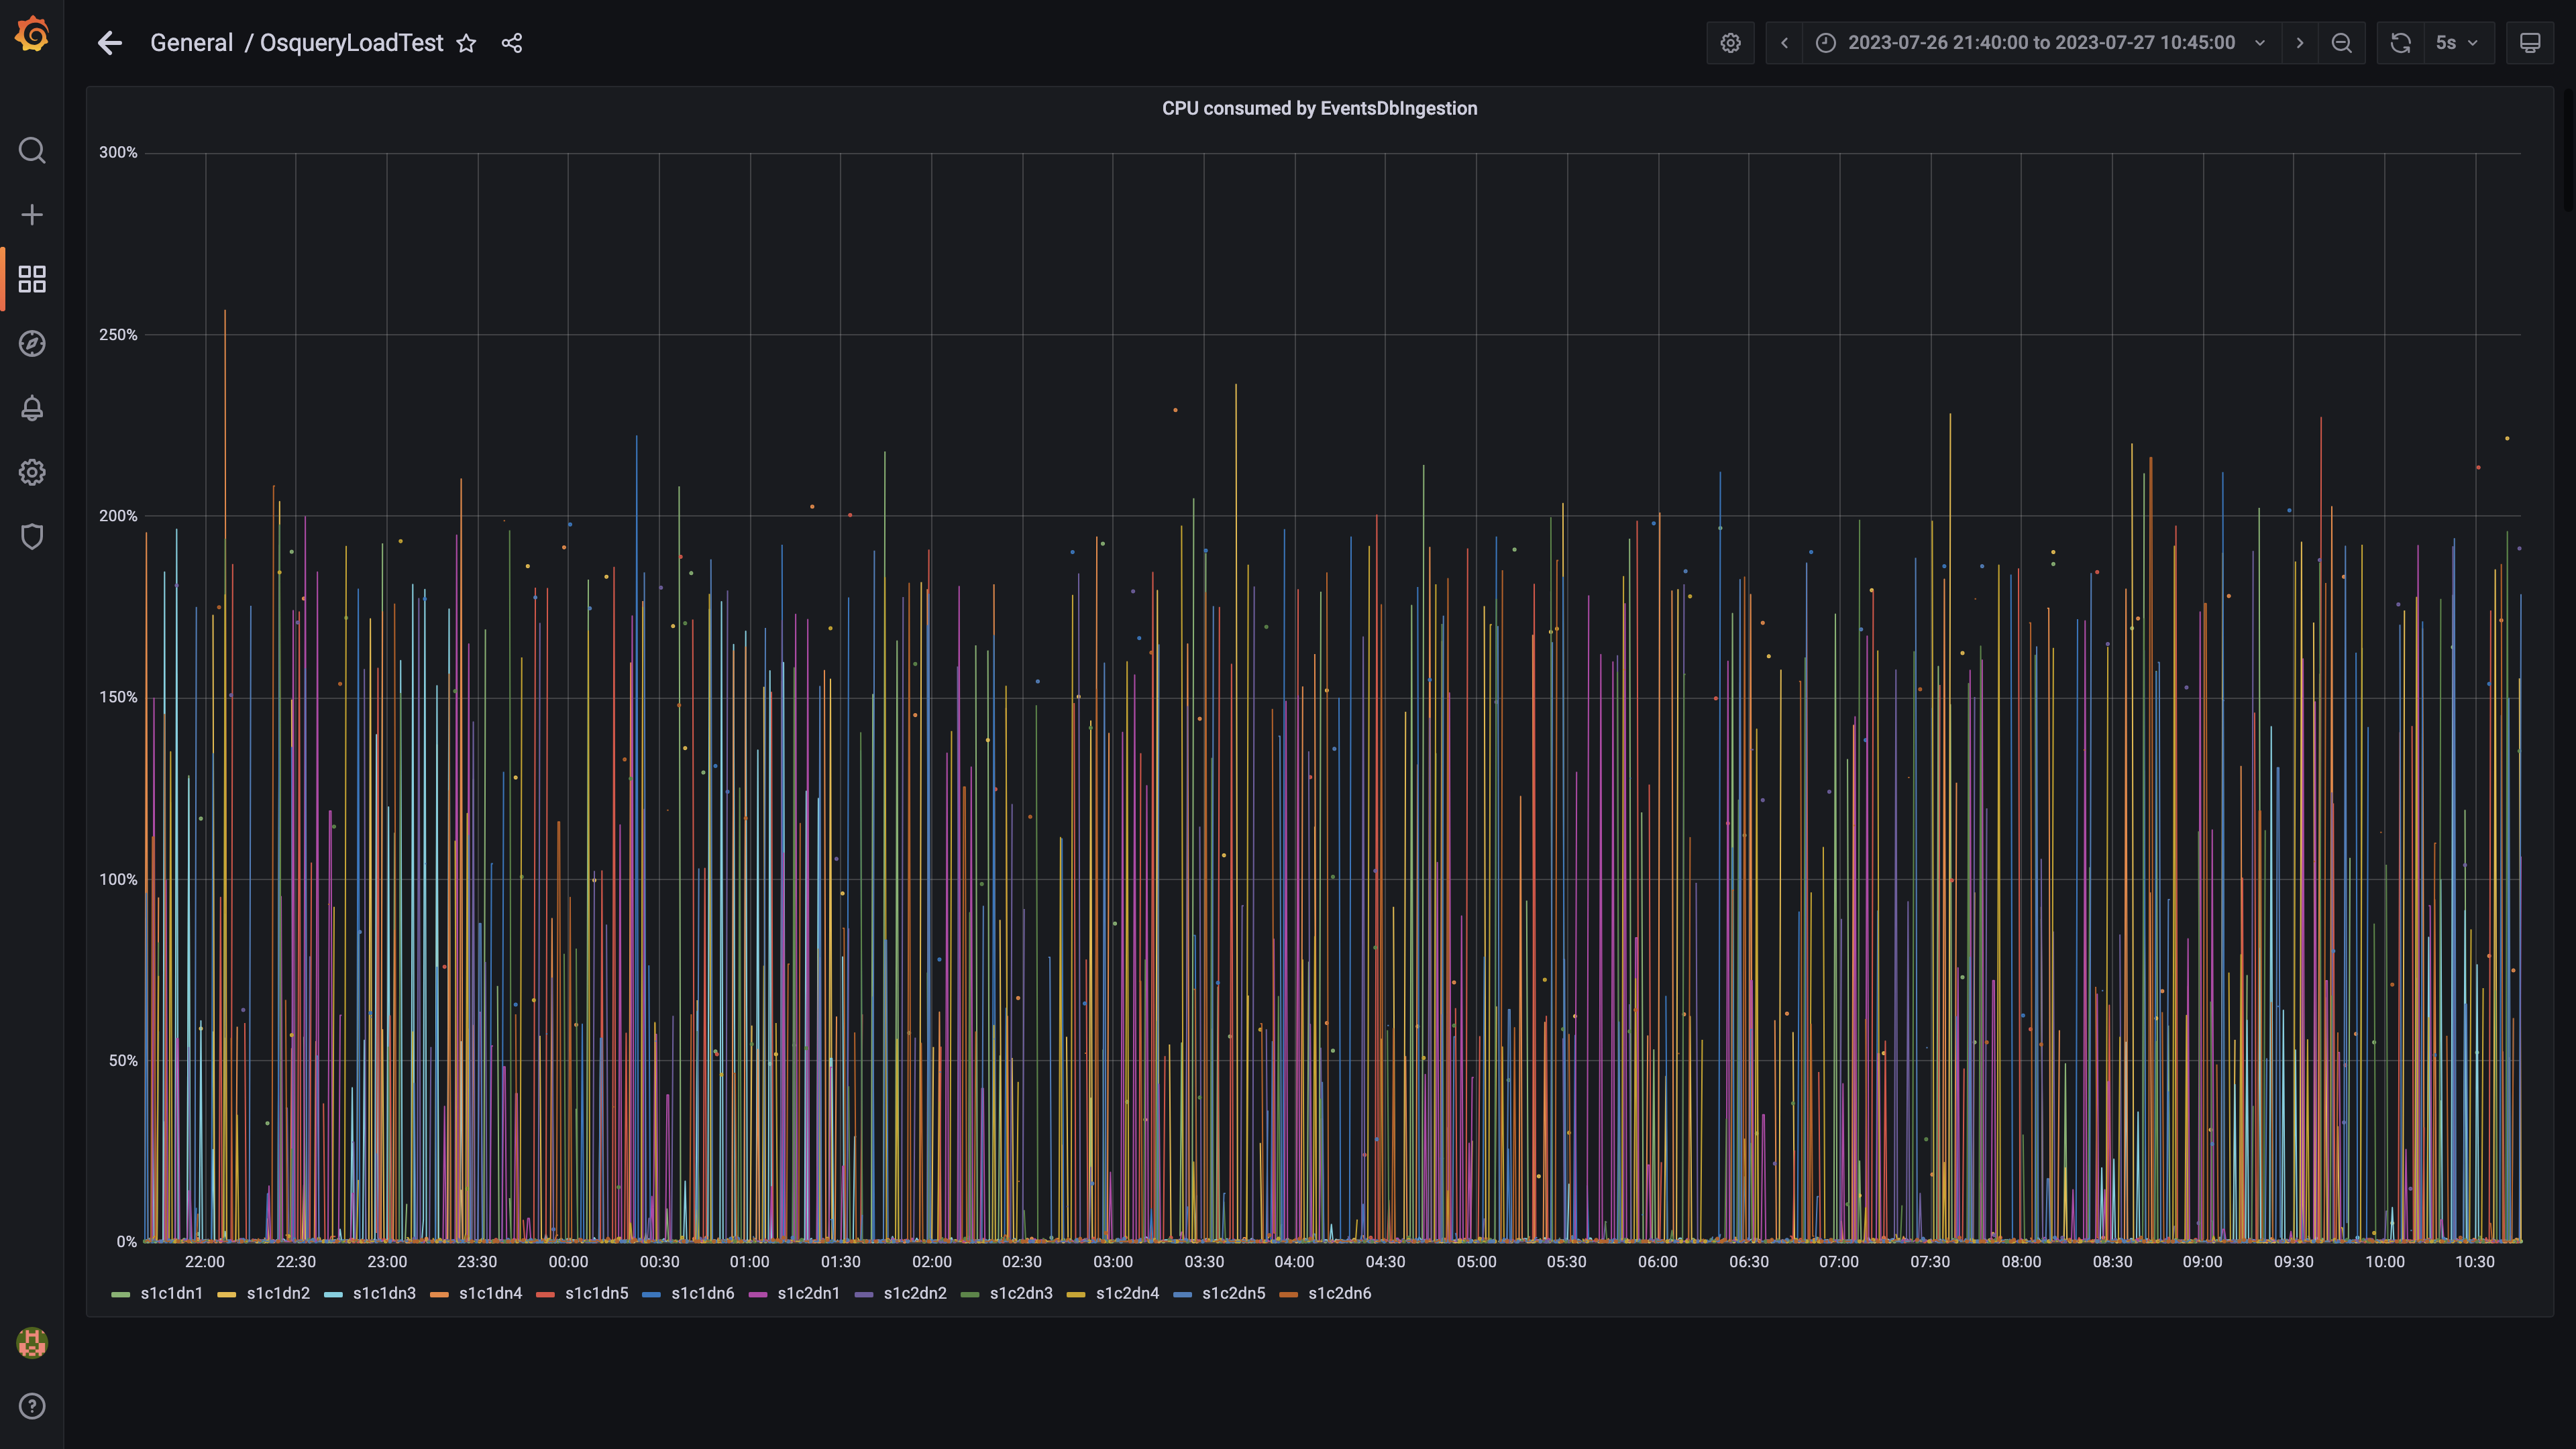 General / OsqueryLoadTest
2023-07-26 21:40:00 to 2023-07-27 10:45:00
5s
CPU consumed by EventsDbIngestion
300%
250%
200%
150%
100%
50%
0%
22:00 22:30 23:00 23:30 00:00 00:30 01:00 01:30 02:00 02:30 03:00 03:30 04:00 04:30 05:00 05:30 06:00 06:30 07:00 07:30 08:00 08:30 09:00 09:30 10:00 10:30
s1c1dn1 s1c1dn2 s1c1dn3 s1c1dn4 s1c1dn5 s1c1dn6 s1c2dn1 s1c2dn2 s1c2dn3 s1c2dn4 s1c2dn5 s1c2dn6